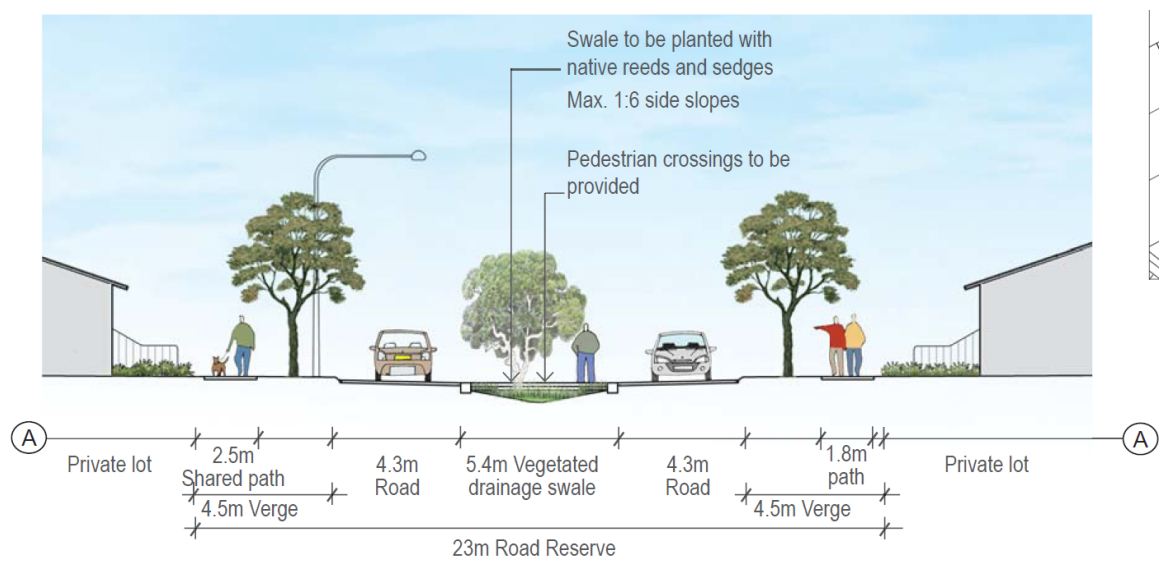 Swale to be planted with
native reeds and sedges
Max. 1:6 side slopes
Pedestrian crossings to be
provided
A
A
Private lot
2.5m
Shared path
4.3m
Road
5.4m Vegetated
drainage swale
4.3m
Road
1.8m
path
Private lot
4.5m Verge
4.5m Verge
23m Road Reserve